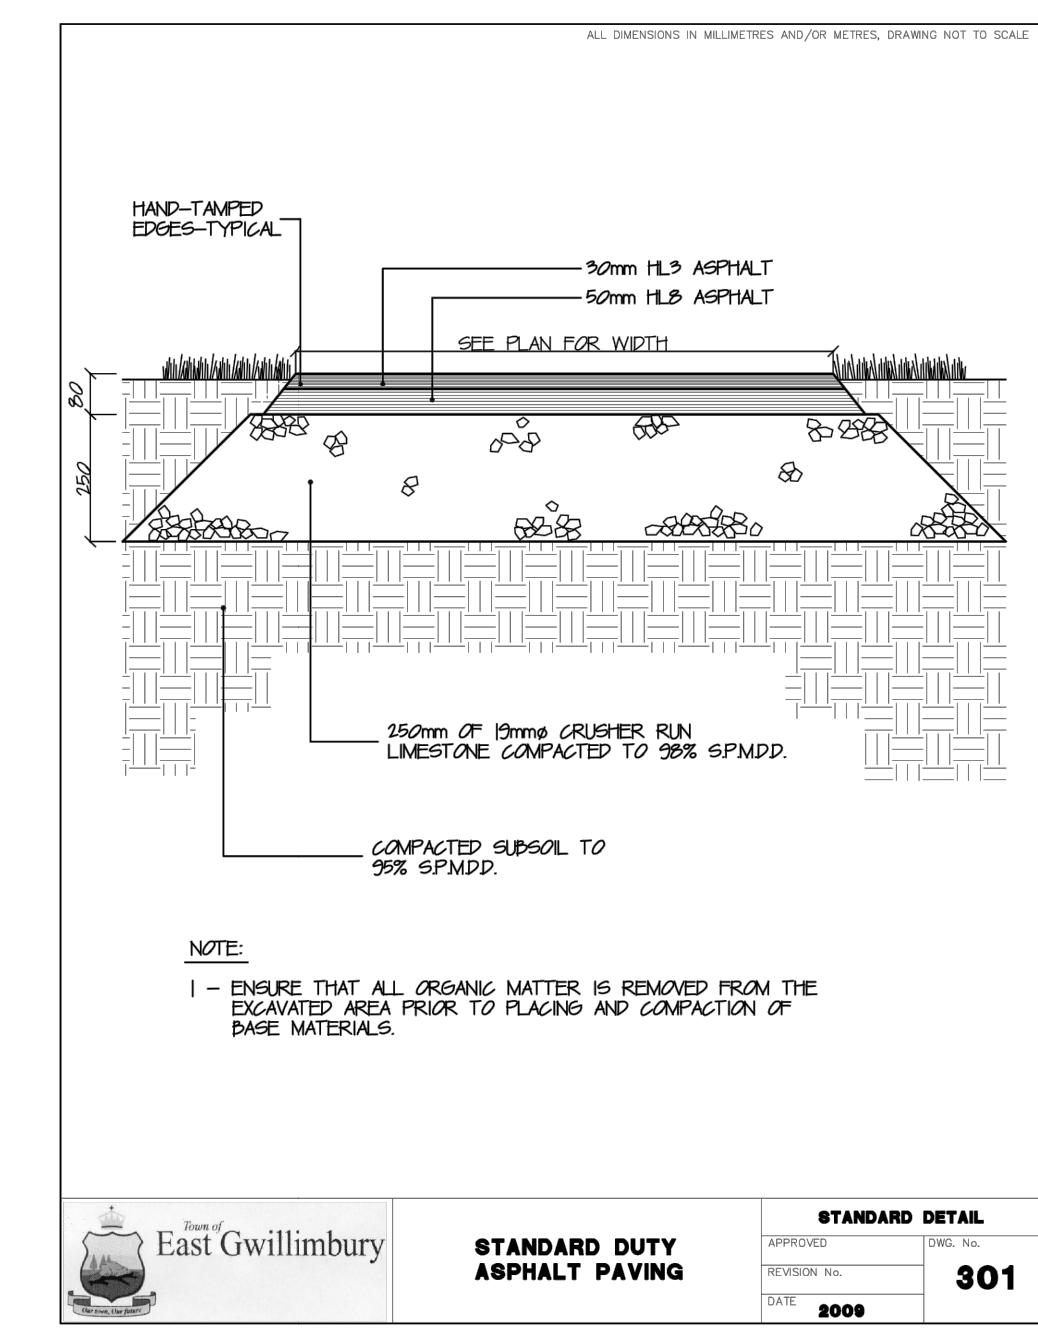 ALL DIMENSIONS IN MILLIMETRES AND/OR METRES, DRAWING NOT TO SCALE
HAND-TAMPED
EDGES-TYPICAL
30mm HL3 ASPHALT
50mm HL8 ASPHALT
SEE PLAN FOR WIDTH
80
250
250mm OF 19mmø CRUSHER RUN
LIMESTONE COMPACTED TO 98% S.P.M.D.D.
COMPACTED SUBSOIL TO
95% S.P.M.D.D.
NOTE:
1 - ENSURE THAT ALL ORGANIC MATTER IS REMOVED FROM THE
EXCAVATED AREA PRIOR TO PLACING AND COMPACTION OF
BASE MATERIALS.
Town of
East Gwillimbury
Our town, Our future
STANDARD DUTY
ASPHALT PAVING
STANDARD DETAIL
APPROVED
REVISION No.
DATE
2009
DWG. No.
301